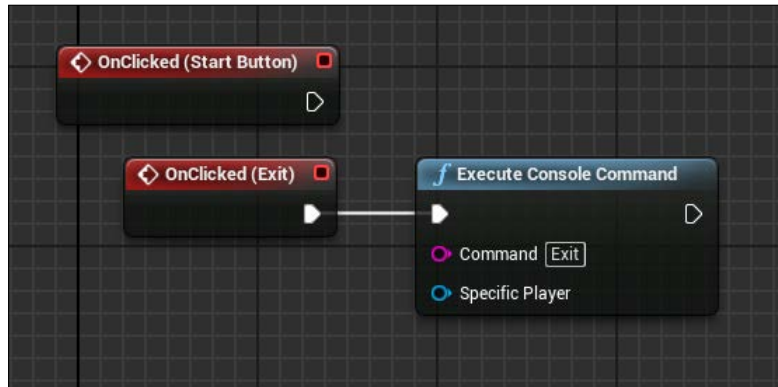 OnClicked (Start Button)
OnClicked (Exit)
f Execute Console Command
Command Exit
Specific Player